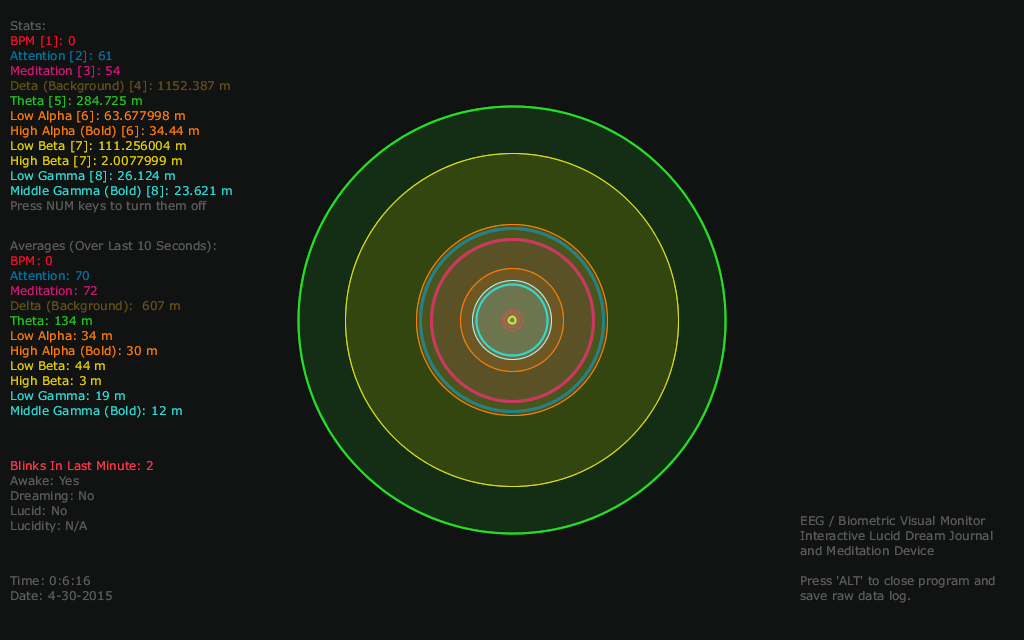 Stats:
BPM [1]: 0
Attention [2]: 61
Meditation [3]: 54
Deta (Background) [4]: 1152.387 m
Theta [5]: 284.725 m
Low Alpha [6]: 63.677998 m
High Alpha (Bold) [6]: 34.44 m
Low Beta [7]: 111.256004 m
High Beta [7]: 2.0077999 m
Low Gamma [8]: 26.124 m
Middle Gamma (Bold) [8]: 23.621 m
Press NUM keys to turn them off
Averages (Over Last 10 Seconds):
BPM: 0
Attention: 70
Meditation: 72
Delta (Background):  607 m
Theta: 134 m
Low Alpha: 34 m
High Alpha (Bold): 30 m
Low Beta: 44 m
High Beta: 3 m
Low Gamma: 19 m
Middle Gamma (Bold): 12 m
Blinks In Last Minute: 2
Awake: Yes
Dreaming: No
Lucid: No
Lucidity: N/A
Time: 0:6:16
Date: 4-30-2015
EEG / Biometric Visual Monitor
Interactive Lucid Dream Journal
and Meditation Device
Press 'ALT' to close program and
save raw data log.